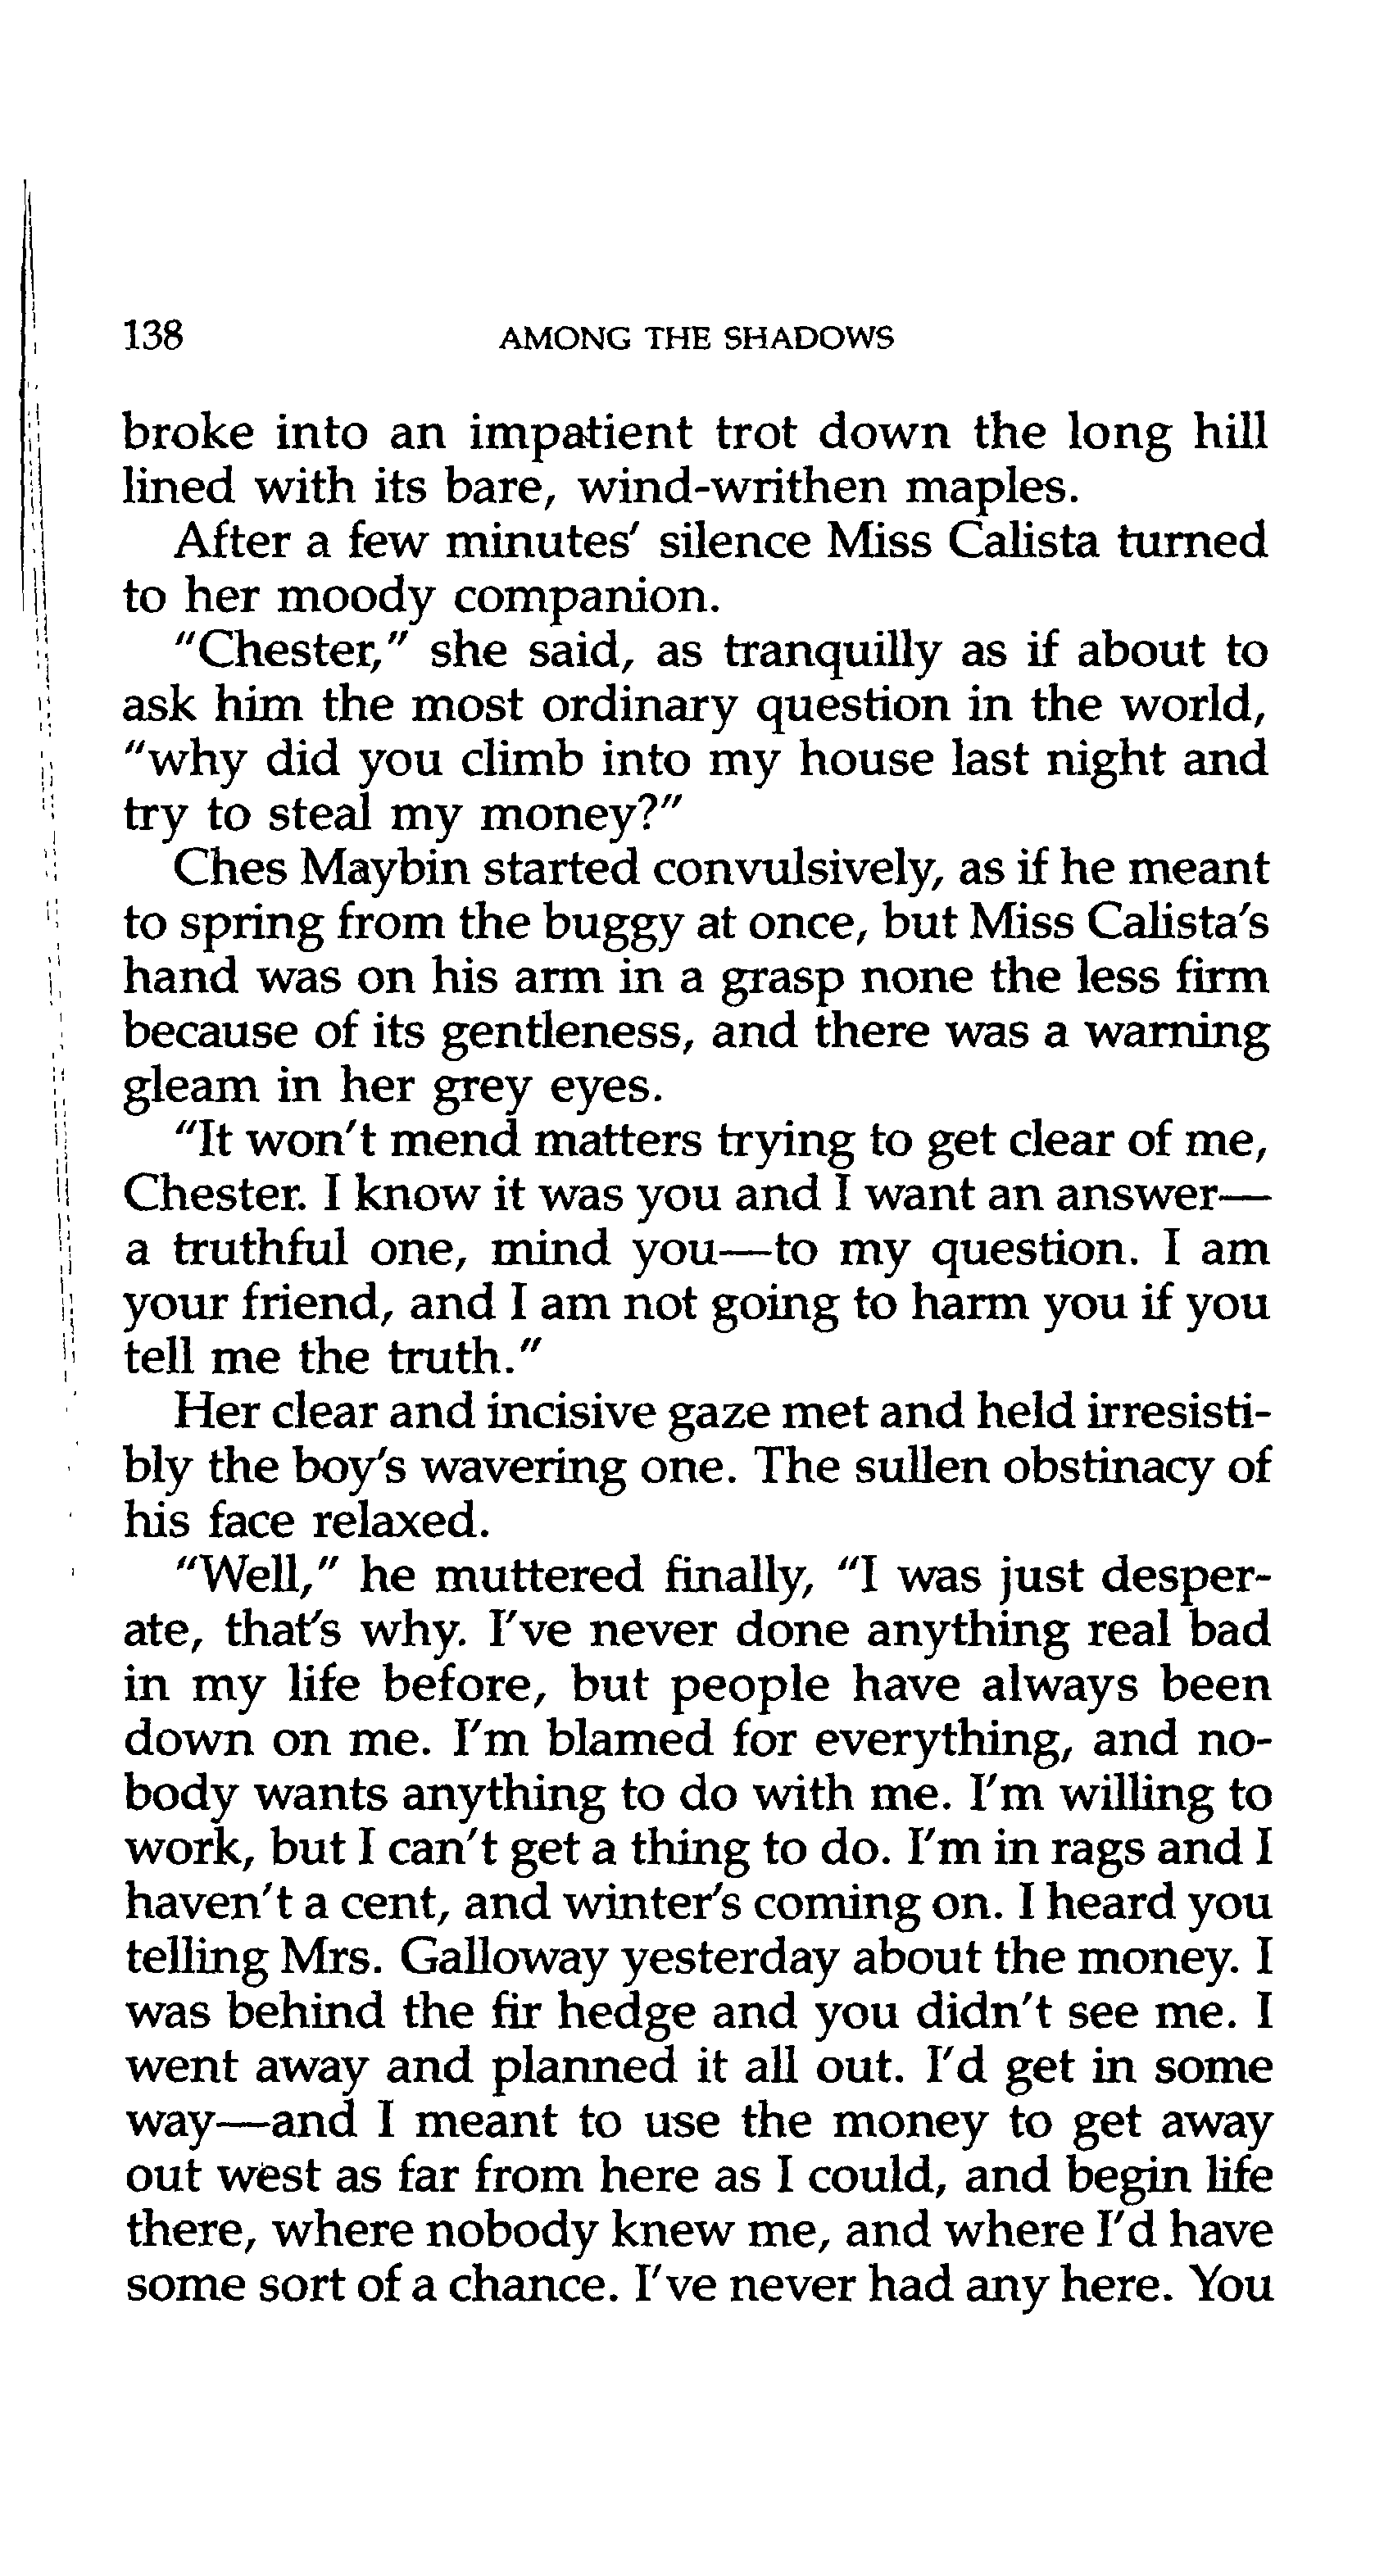 138 AMONG THE SHADOWS
broke into an impatient trot down the long hill
lined with its bare, wind-writhen maples.
After a few minutes' silence Miss Calista turned
to her moody companion.
"Chester," she said, as tranquilly as if about to
ask him the most ordinary question in the world,
"why did you climb into my house last night and
try to steal my money?"
Ches Maybin started convulsively, as if he meant
to spring from the buggy at once, but Miss Calista's
hand was on his arm in a grasp none the less firm
because of its gentleness, and there was a warning
gleam in her grey eyes.
"It won't mend matters trying to get clear of me,
Chester. I know it was you and I want an answer—
a truthful one, mind you—to my question. I am
your friend, and I am not going to harm you if you
tell me the truth."
Her clear and incisive gaze met and held irresisti-
bly the boy's wavering one. The sullen obstinacy of
his face relaxed.
"Well," he muttered finally, "I was just desper-
ate, that's why. I've never done anything real bad
in my life before, but people have always been
down on me. I'm blamed for everything, and no-
body wants anything to do with me. I'm willing to
work, but I can't get a thing to do. I'm in rags and I
haven't a cent, and winter's coming on. I heard you
telling Mrs. Galloway yesterday about the money. I
was behind the fir hedge and you didn't see me. I
went away and planned it all out. I'd get in some
way—and I meant to use the money to get away
out west as far from here as I could, and begin life
there, where nobody knew me, and where I'd have
some sort of a chance. I've never had any here. You